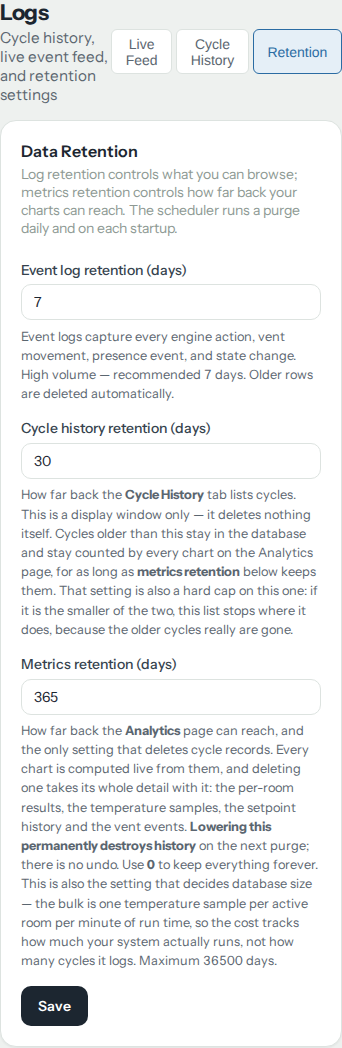 Logs
Cycle history,
live event feed,
and retention
settings
Live
Feed
Cycle
History
Retention
Data Retention
Log retention controls what you can browse;
metrics retention controls how far back your
charts can reach. The scheduler runs a purge
daily and on each startup.
Event log retention (days)
7
Event logs capture every engine action, vent
movement, presence event, and state change.
High volume — recommended 7 days. Older rows
are deleted automatically.
Cycle history retention (days)
30
How far back the Cycle History tab lists cycles.
This is a display window only — it deletes nothing
itself. Cycles older than this stay in the database
and stay counted by every chart on the Analytics
page, for as long as metrics retention below keeps
them. That setting is also a hard cap on this one: if
it is the smaller of the two, this list stops where it
does, because the older cycles really are gone.
Metrics retention (days)
365
How far back the Analytics page can reach, and
the only setting that deletes cycle records. Every
chart is computed live from them, and deleting
one takes its whole detail with it: the per-room
results, the temperature samples, the setpoint
history and the vent events. Lowering this
permanently destroys history on the next purge;
there is no undo. Use 0 to keep everything forever.
This is also the setting that decides database size
— the bulk is one temperature sample per active
room per minute of run time, so the cost tracks
how much your system actually runs, not how
many cycles it logs. Maximum 36500 days.
Save